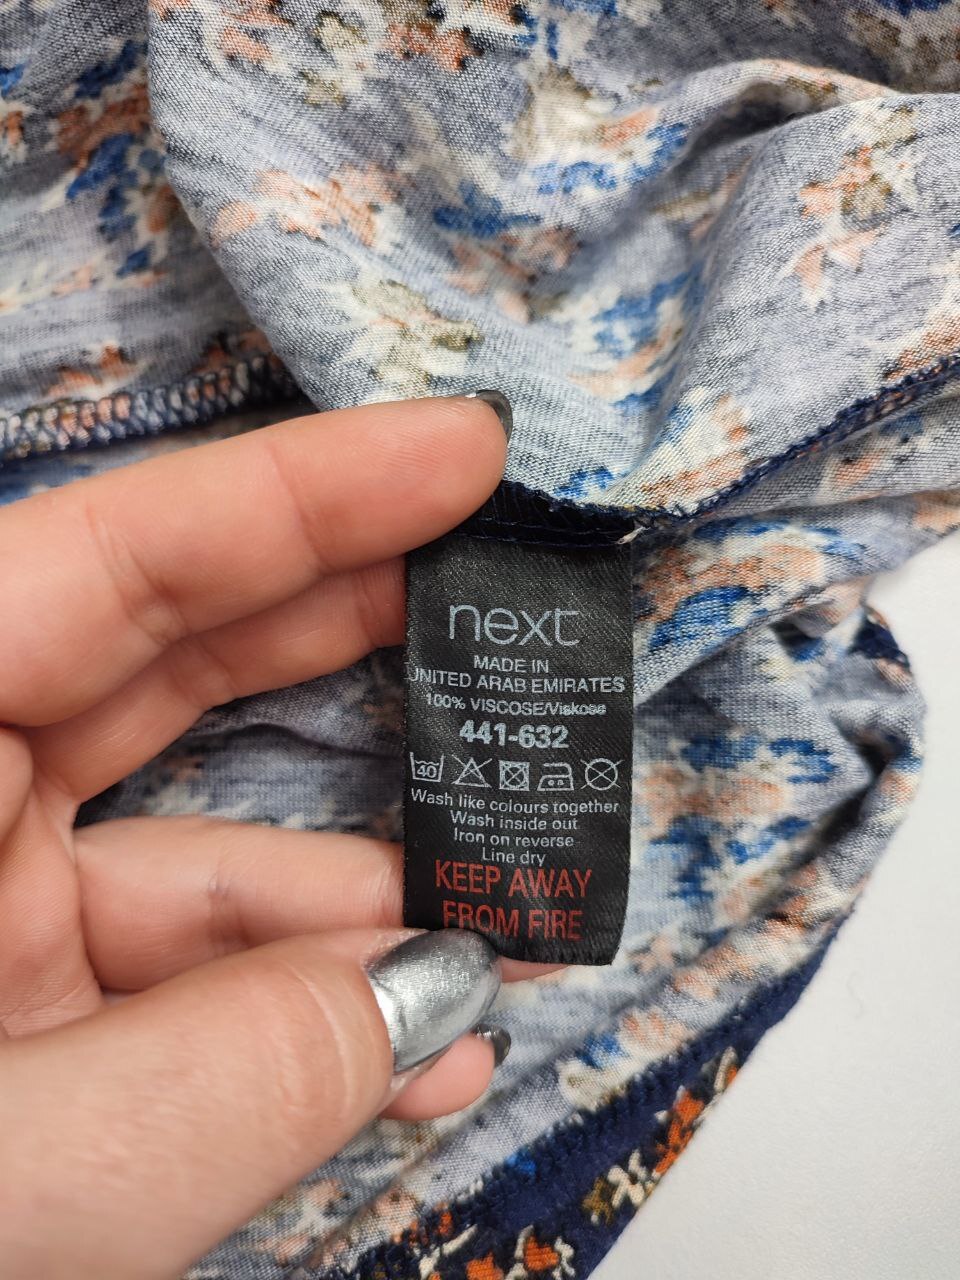 next
MADE IN
UNITED ARAB EMIRATES
100% VISCOSE/Viskose
441-632
40
Wash like colours together
Wash inside out
Iron on reverse
Line dry
KEEP AWAY
FROM FIRE